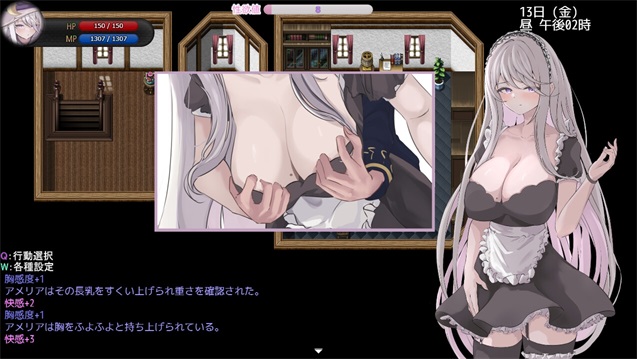 性欲値 8
HP 150 / 150
MP 1307 / 1307
13日（金）
昼 午後02時
Q:行動選択
W:各種設定
胸感度+1
アメリアはその長乳をすくい上げられ重さを確認された。
快感+2
胸感度+1
アメリアは胸をふよふよと持ち上げられている。
快感+3